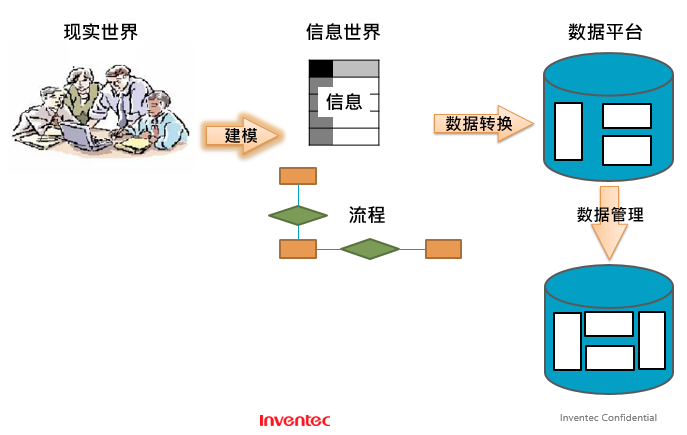 现实世界
信息世界
数据平台
信息
建模
数据转换
流程
数据管理
Inventec
Inventec Confidential